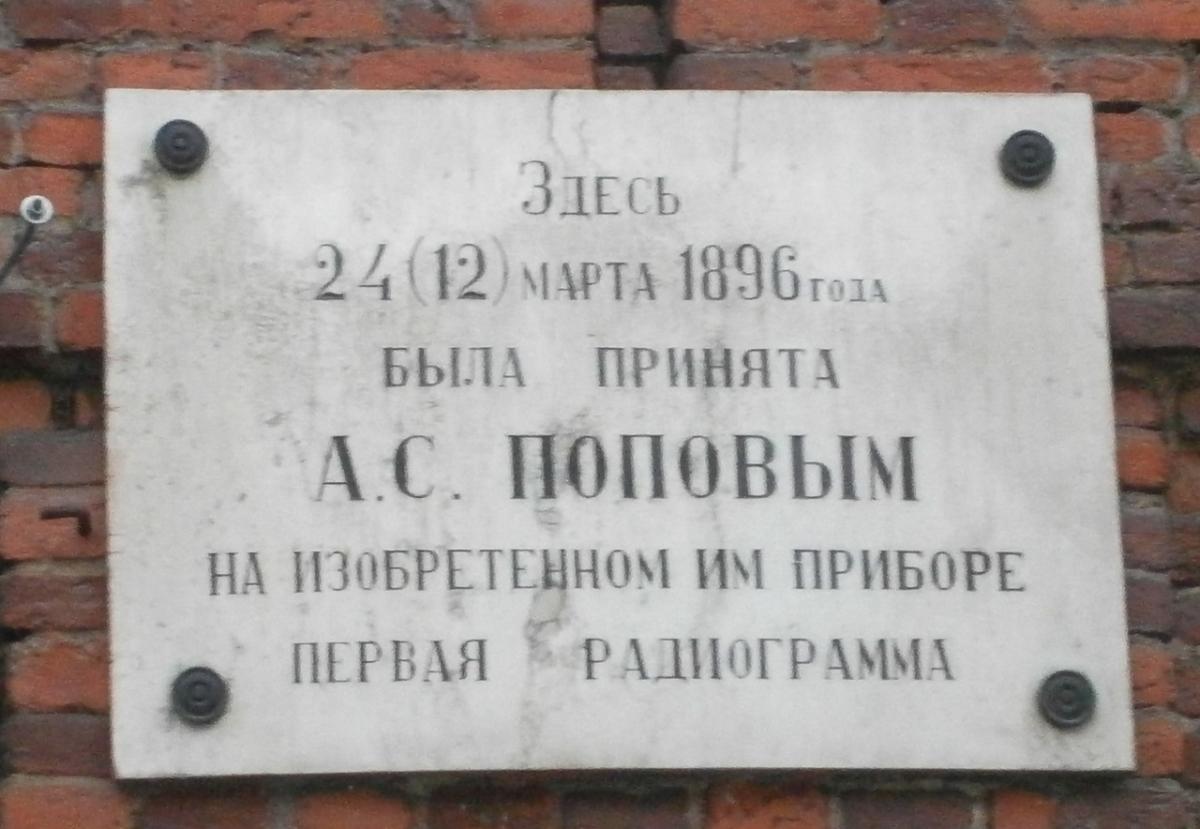 Здесь
24 (12) марта 1896 года
была принята
А.С. ПОПОВЫМ
на изобретенном им приборе
первая радиограмма